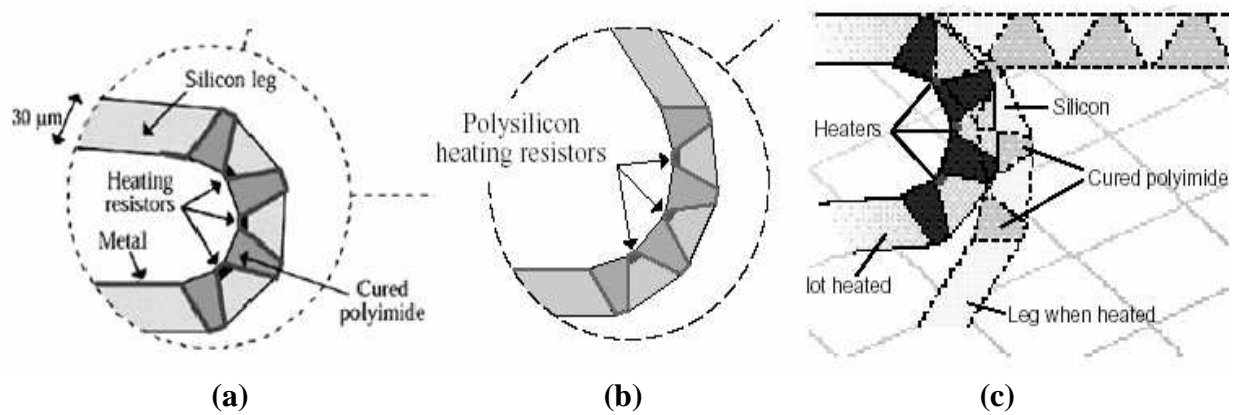 Silicon leg
30 μm
Heating
resistors
Metal
Cured
polyimide
(a)
Polysilicon
heating resistors
(b)
Heaters
Silicon
Cured polyimide
lot heated
Leg when heated
(c)